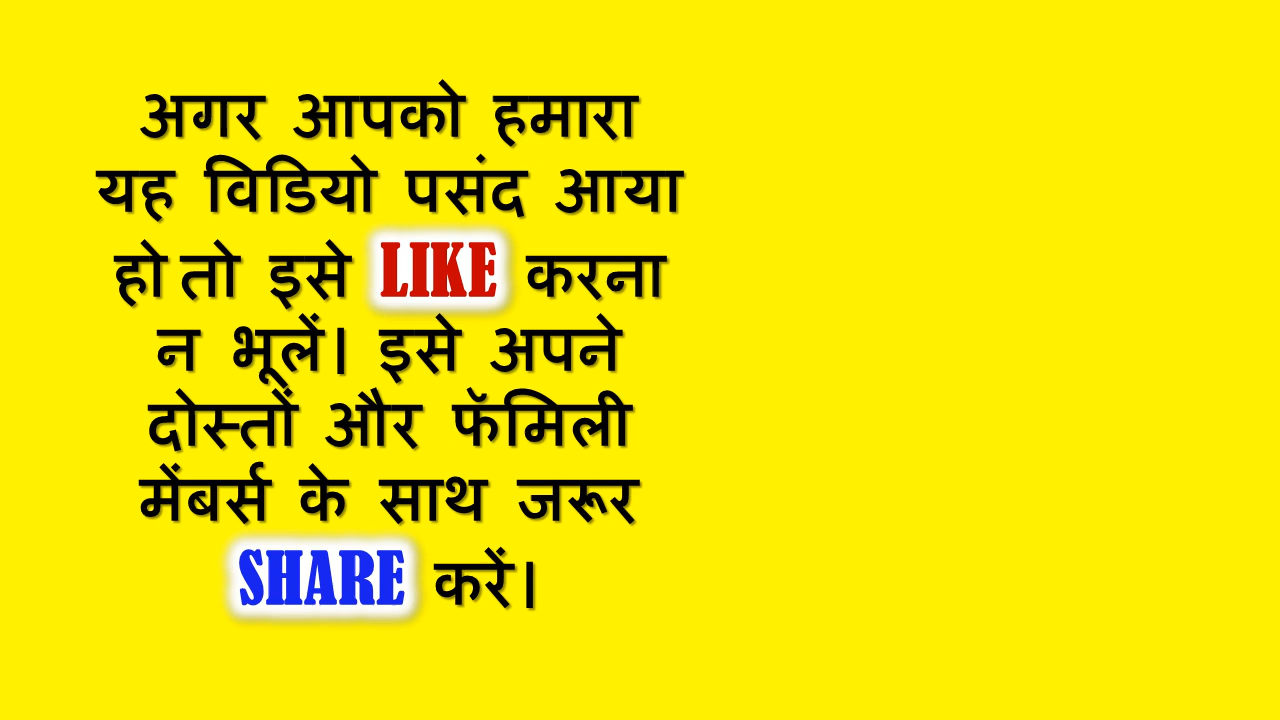 अगर आपको हमारा
यह विडियो पसंद आया
हो तो इसे LIKE करना
न भूलें। इसे अपने
दोस्तों और फॅमिली
मेंबर्स के साथ जरूर
SHARE करें।